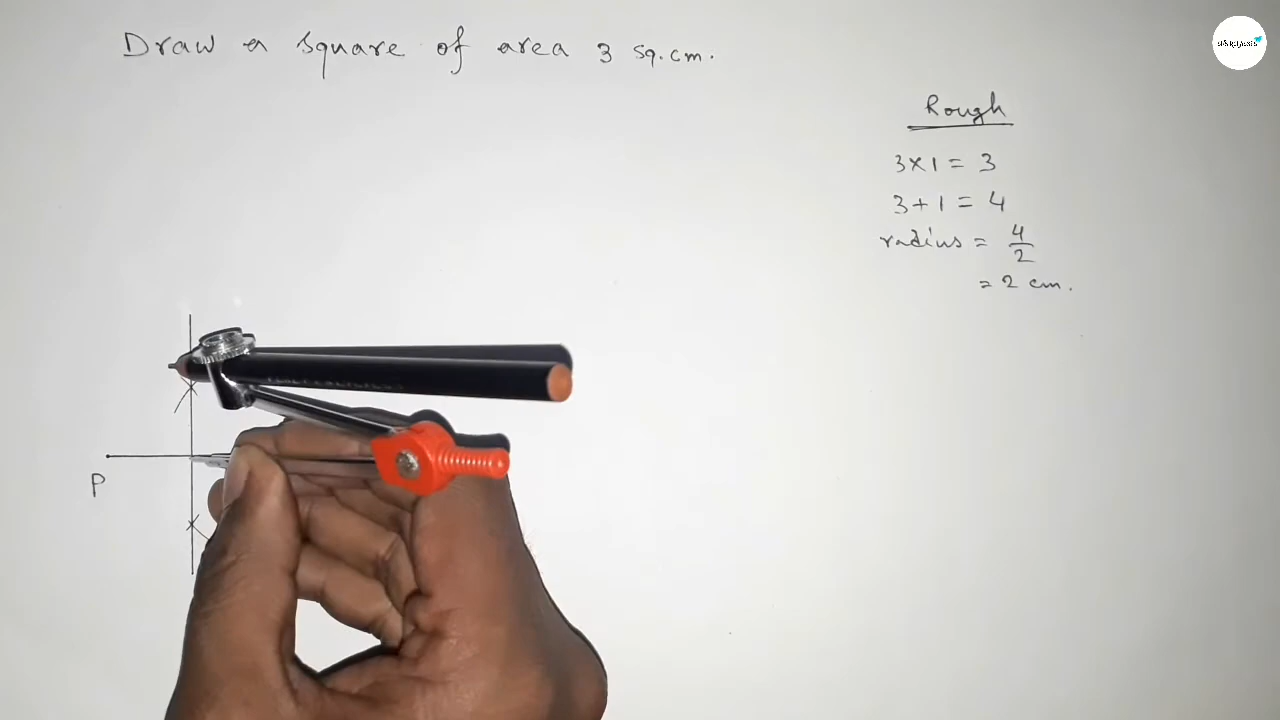 Draw a square of area 3 sq.cm.
Rough
3×1 = 3
3+1 = 4
radius = 4/2
= 2 cm.
P